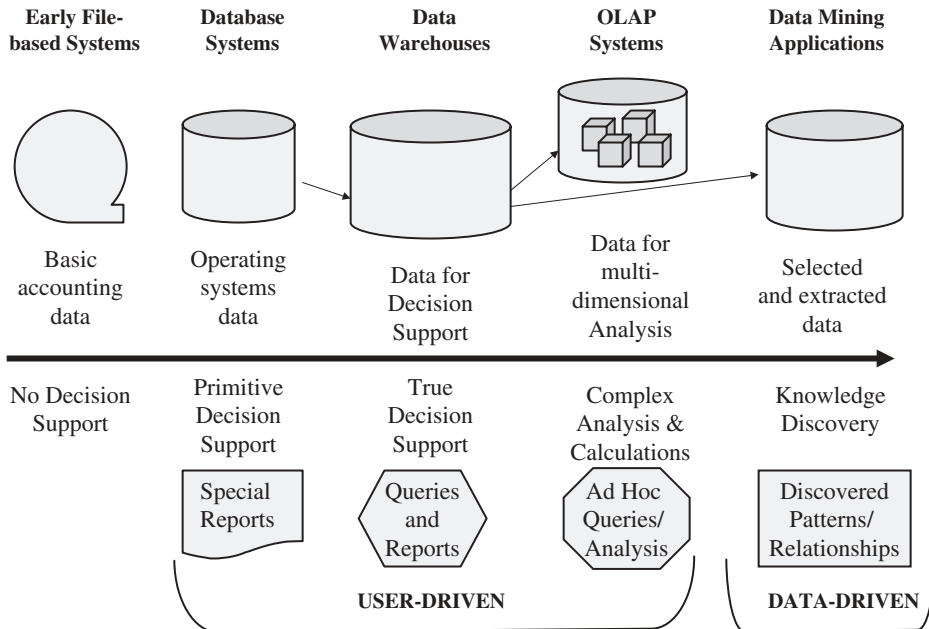 Early File-
based Systems
Database
Systems
Data
Warehouses
OLAP
Systems
Data Mining
Applications
Basic
accounting
data
Operating
systems
data
Data for
Decision
Support
Data for
multi-
dimensional
Analysis
Selected
and extracted
data
No Decision
Support
Primitive
Decision
Support
True
Decision
Support
Complex
Analysis &
Calculations
Knowledge
Discovery
Special
Reports
Queries
and
Reports
Ad Hoc
Queries/
Analysis
Discovered
Patterns/
Relationships
USER-DRIVEN
DATA-DRIVEN